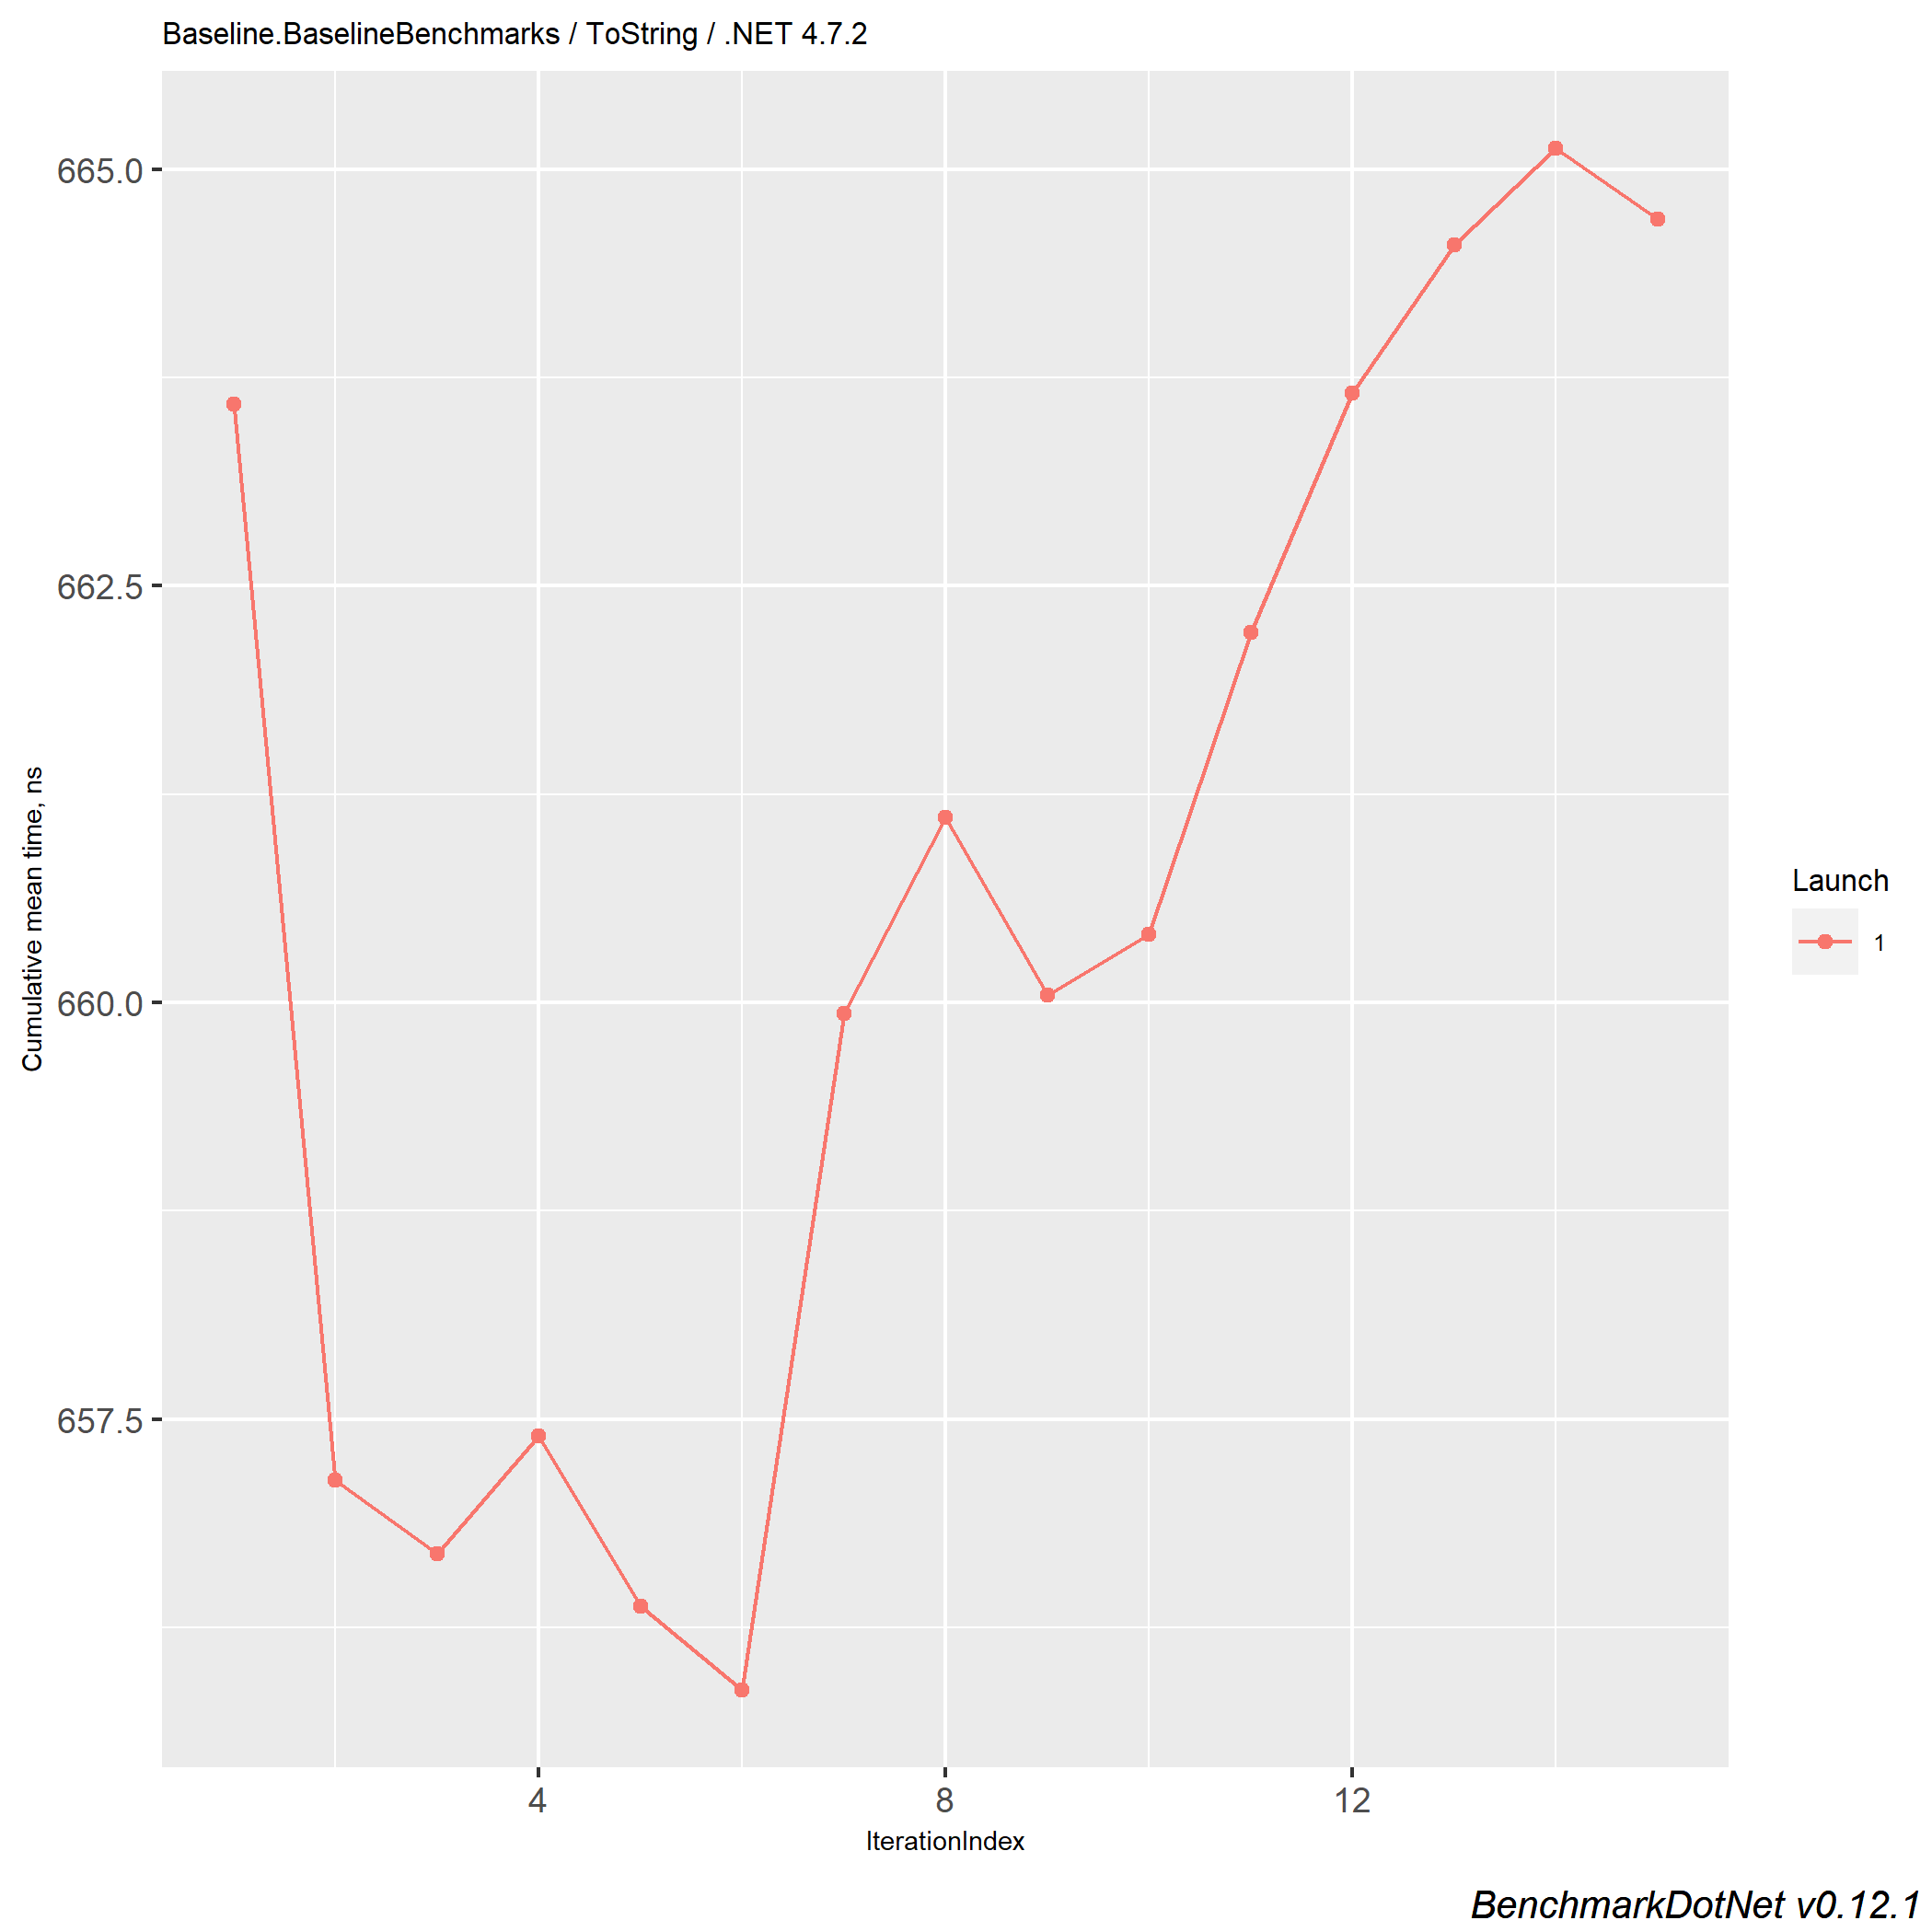 Baseline.BaselineBenchmarks / ToString / .NET 4.7.2
665.0
662.5
660.0
657.5
Cumulative mean time, ns
4
8
12
IterationIndex
Launch
1
BenchmarkDotNet v0.12.1